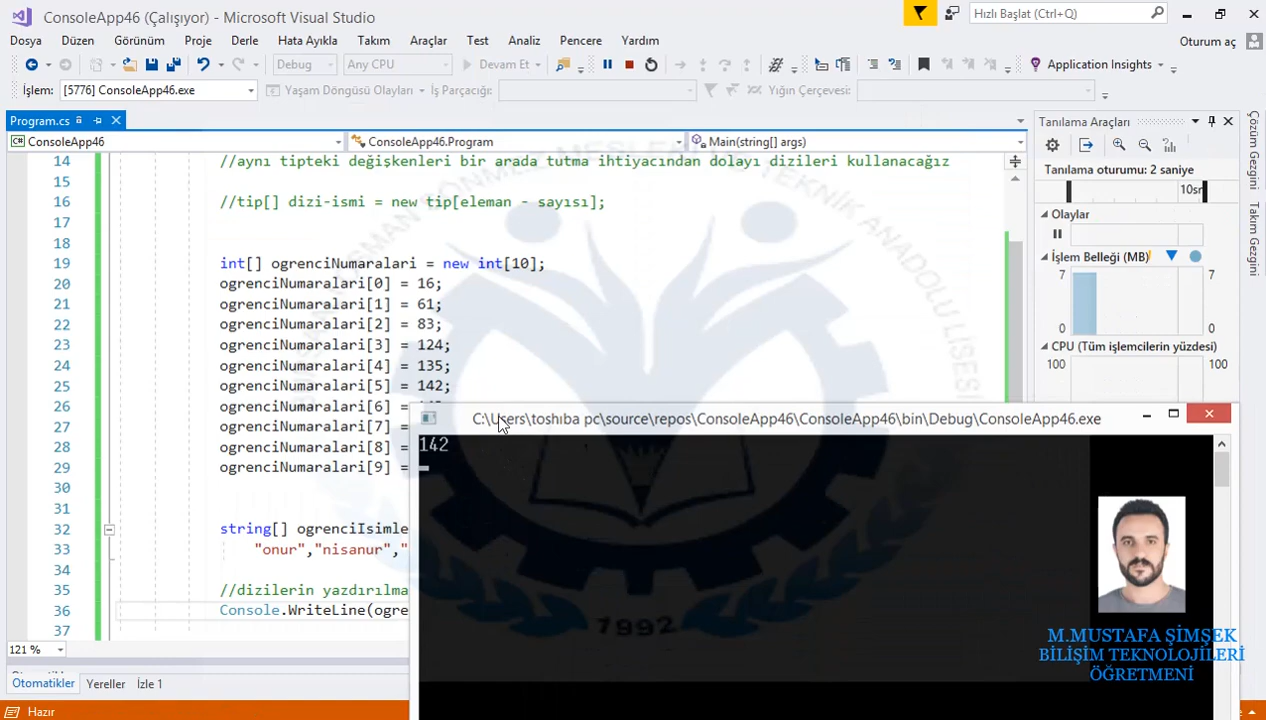 ConsoleApp46 (Çalışıyor) - Microsoft Visual Studio
Hızlı Başlat (Ctrl+Q)
Dosya Düzen Görünüm Proje Derle Hata Ayıkla Takım Araçlar Test Analiz Pencere Yardım
Oturum aç
Debug Any CPU Devam Et Application Insights
İşlem: [5776] ConsoleApp46.exe Yaşam Döngüsü Olayları İş Parçacığı: Yığın Çerçevesi:
Program.cs
ConsoleApp46 ConsoleApp46.Program Main(string[] args)
14 //aynı tipteki değişkenleri bir arada tutma ihtiyacından dolayı dizileri kullanacağız
15
16 //tip[] dizi-ismi = new tip[eleman - sayısı];
17
18
19 int[] ogrenciNumaralari = new int[10];
20 ogrenciNumaralari[0] = 16;
21 ogrenciNumaralari[1] = 61;
22 ogrenciNumaralari[2] = 83;
23 ogrenciNumaralari[3] = 124;
24 ogrenciNumaralari[4] = 135;
25 ogrenciNumaralari[5] = 142;
26 ogrenciNumaralari[6] =
27 ogrenciNumaralari[7] =
28 ogrenciNumaralari[8] =
29 ogrenciNumaralari[9] =
30
31
32 string[] ogrenciIsimle
33 "onur","nisanur","
34
35 //dizilerin yazdırılma
36 Console.WriteLine(ogre
37
121 %
Otomatikler Yereller İzle 1
Hazır
Tanılama Araçları
Tanılama oturumu: 2 saniye
10sn
Olaylar
İşlem Belleği (MB)
7 7
0 0
CPU (Tüm işlemcilerin yüzdesi)
100 100
Çözüm Gezgini
Takım Gezgini
C:\Users\toshıba pc\source\repos\ConsoleApp46\ConsoleApp46\bin\Debug\ConsoleApp46.exe
142
1992
M.MUSTAFA ŞİMŞEK
BİLİŞİM TEKNOLOJİLERİ
ÖĞRETMENİ